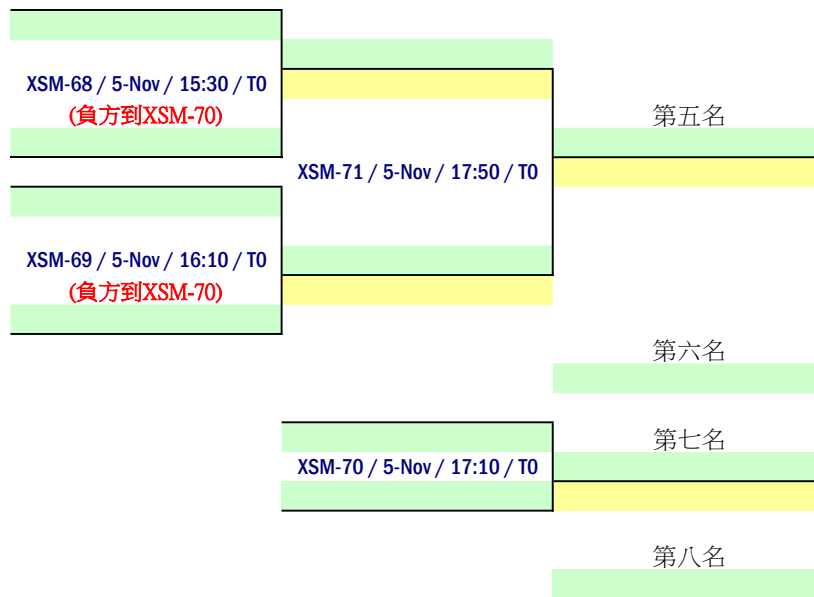 XSM-68 / 5-Nov / 15:30 / T0
(負方到XSM-70)
第五名
XSM-71 / 5-Nov / 17:50 / T0
XSM-69 / 5-Nov / 16:10 / T0
(負方到XSM-70)
第六名
第七名
XSM-70 / 5-Nov / 17:10 / T0
第八名